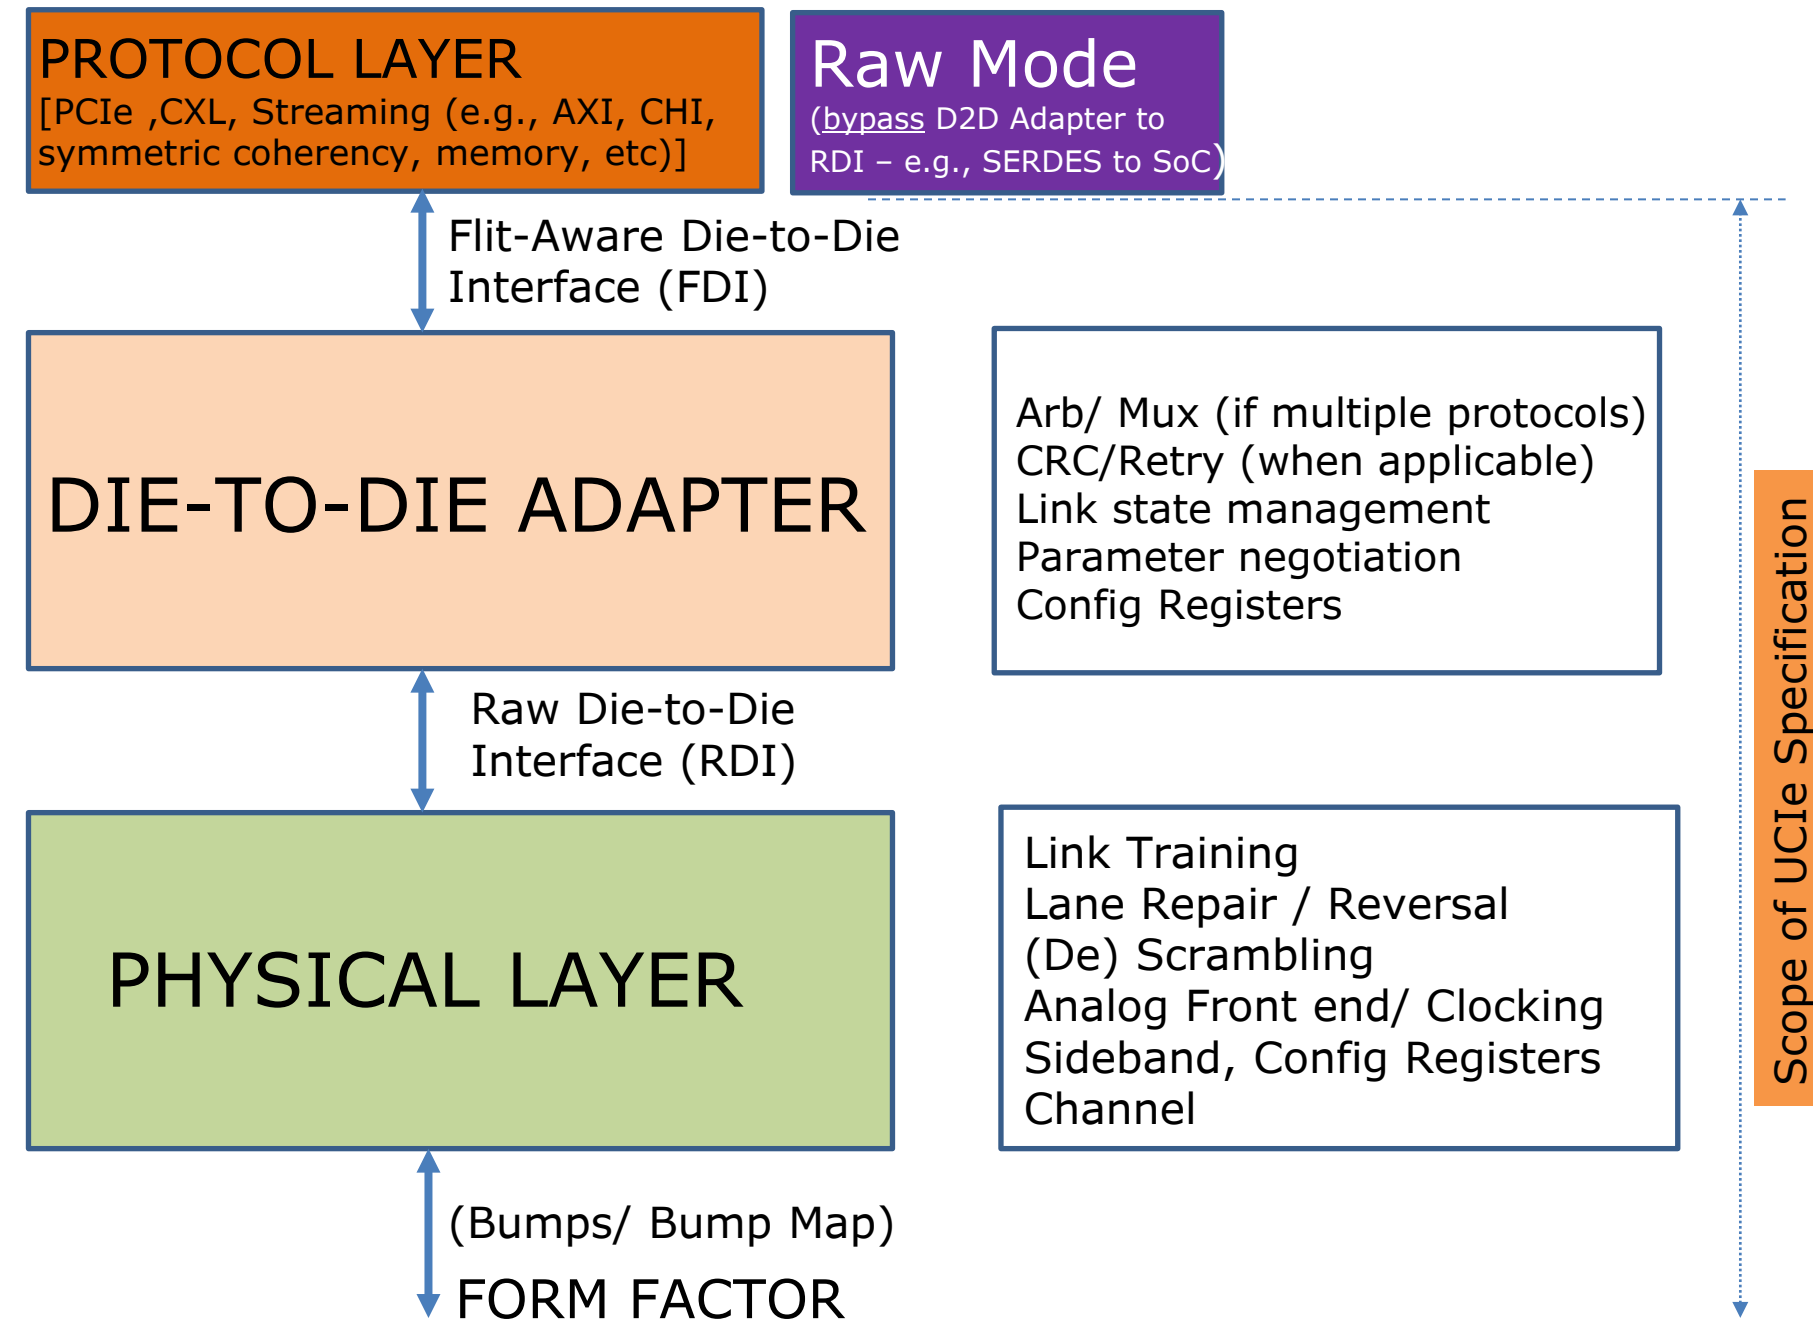 PROTOCOL LAYER
[PCIe ,CXL, Streaming (e.g., AXI, CHI,
symmetric coherency, memory, etc)]
Raw Mode
(bypass D2D Adapter to
RDI – e.g., SERDES to SoC)
Flit-Aware Die-to-Die
Interface (FDI)
DIE-TO-DIE ADAPTER
Arb/ Mux (if multiple protocols)
CRC/Retry (when applicable)
Link state management
Parameter negotiation
Config Registers
Raw Die-to-Die
Interface (RDI)
PHYSICAL LAYER
Link Training
Lane Repair / Reversal
(De) Scrambling
Analog Front end/ Clocking
Sideband, Config Registers
Channel
(Bumps/ Bump Map)
FORM FACTOR
Scope of UCIe Specification